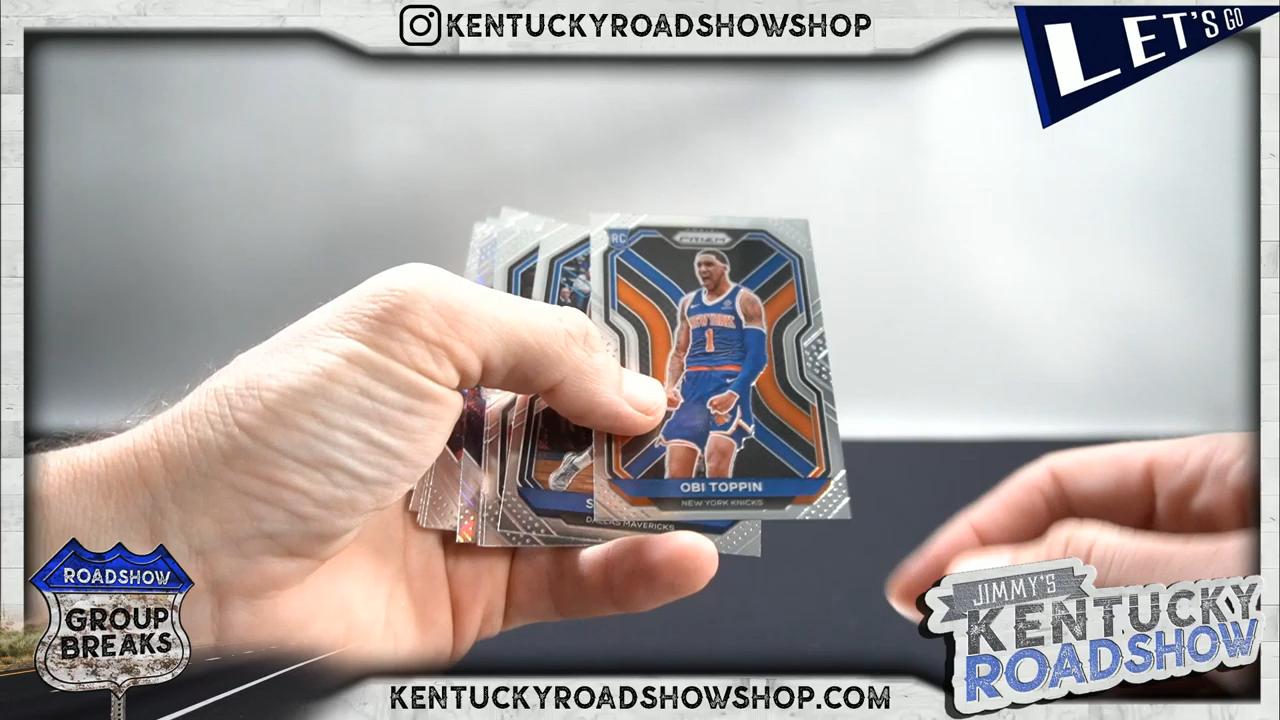 KENTUCKYROADSHOWSHOP
LET'S GO
RC
PRIZM
NEW YORK
1
OBI TOPPIN
NEW YORK KNICKS
S
DALLAS MAVERICKS
ROADSHOW
GROUP
BREAKS
JIMMY'S
KENTUCKY
ROADSHOW
KENTUCKYROADSHOWSHOP.COM